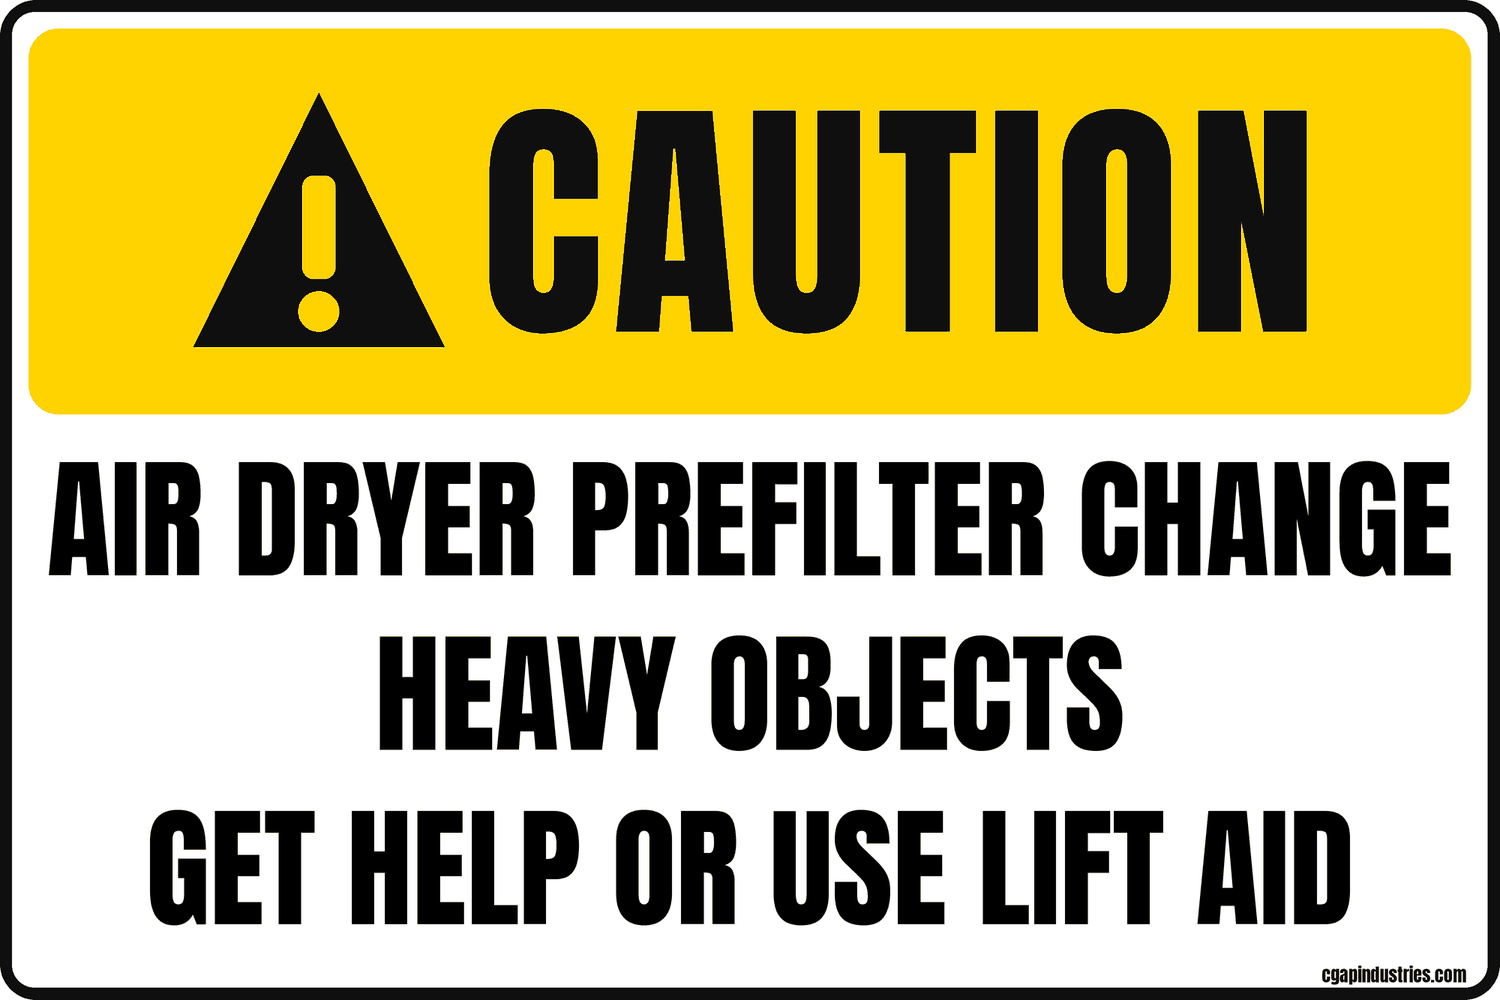 CAUTION
AIR DRYER PREFILTER CHANGE
HEAVY OBJECTS
GET HELP OR USE LIFT AID
cgapindustries.com